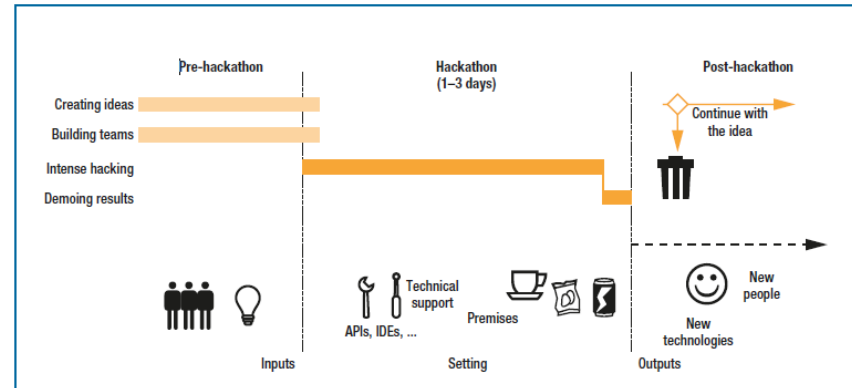 Pre-hackathon
Hackathon
(1–3 days)
Post-hackathon
Creating ideas
Building teams
Intense hacking
Demoing results
Continue with
the idea
Technical
support
APIs, IDEs, ...
Premises
New
people
New
technologies
Inputs
Setting
Outputs